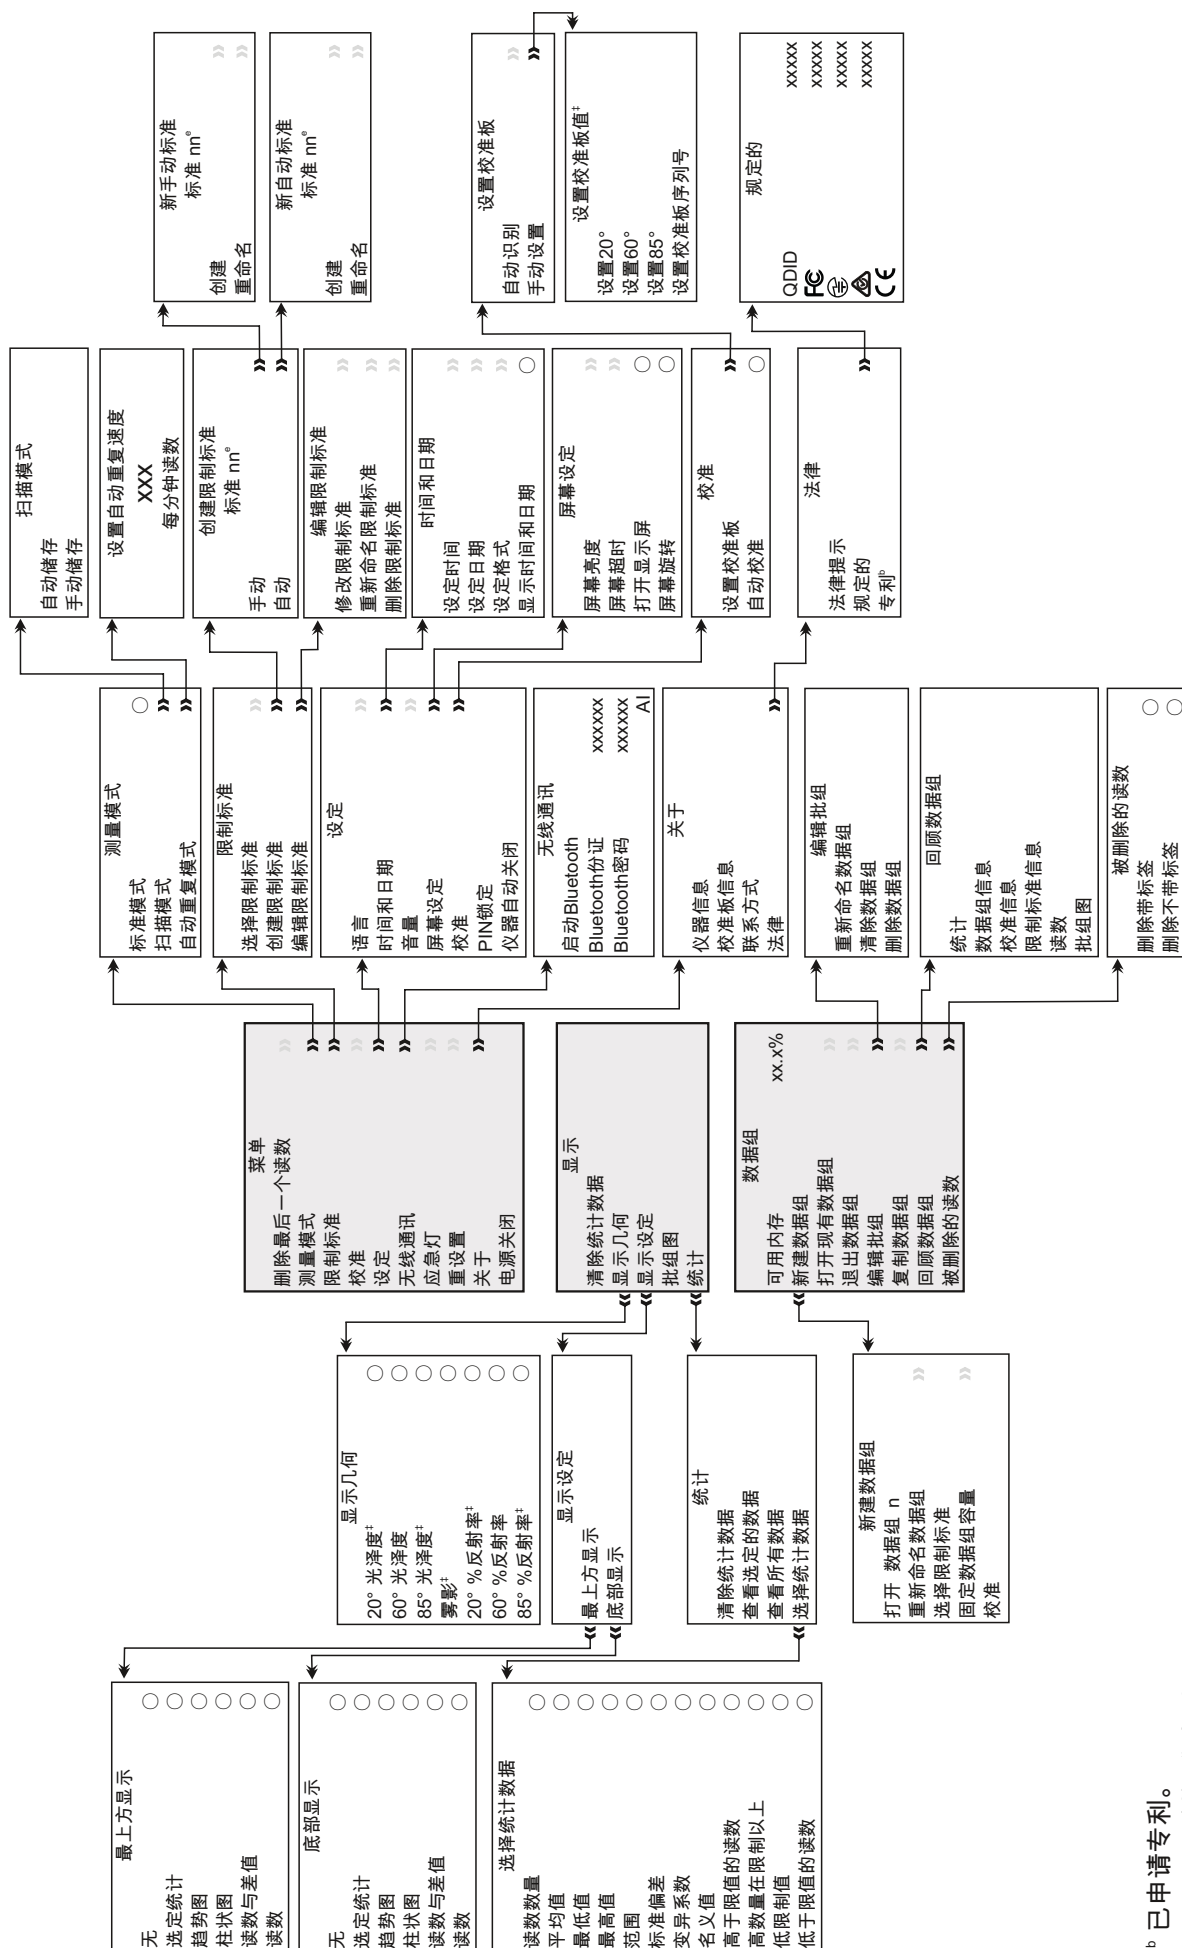 最上方显示
无
选定统计
趋势图
柱状图
读数与差值
读数
底部显示
无
选定统计
趋势图
柱状图
读数与差值
读数
选择统计数据
读数数量
平均值
最低值
最高值
范围
标准偏差
变异系数
名义值
高于限值的读数
高数量在限制以上
低限制值
低于限值的读数
显示几何
20° 光泽度‡
60° 光泽度
85° 光泽度‡
雾影‡
20° %反射率‡
60° %反射率
85° %反射率‡
显示设定
最上方显示
底部显示
统计
清除统计数据
查看选定的数据
查看所有数据
选择统计数据
新建数据组
打开 数据组 n
重新命名数据组
选择限制标准
固定数据组容量
校准
菜单
删除最后一个读数
测量模式
限制标准
校准
设定
无线通讯
应急灯
重设置
关于
电源关闭
显示
清除统计数据
显示几何
显示设定
批组图
统计
数据组
可用内存 xx.x%
新建数据组
打开现有数据组
退出数据组
编辑批组
复制数据组
回顾数据组
被删除的读数
测量模式
标准模式
扫描模式
自动重复模式
限制标准
选择限制标准
创建限制标准
编辑限制标准
设定
语言
时间和日期
音量
屏幕设定
校准
PIN锁定
仪器自动关闭
无线通讯
启动Bluetooth
Bluetooth份证 xxxxxx
Bluetooth密码 xxxxxx
AI
关于
仪器信息
校准板信息
联系方式
法律
编辑批组
重新命名数据组
清除数据组
删除数据组
回顾数据组
统计
数据组信息
校准信息
限制标准信息
读数
批组图
被删除的读数
删除带标签
删除不带标签
扫描模式
自动储存
手动储存
设置自动重复速度
XXX
每分钟读数
创建限制标准
标准 nnᵉ
手动
自动
编辑限制标准
修改限制标准
重新命名限制标准
删除限制标准
时间和日期
设定时间
设定日期
设定格式
显示时间和日期
屏幕设定
屏幕亮度
屏幕超时
打开显示屏
屏幕旋转
校准
设置校准板
自动校准
法律
法律提示
规定的
专利ᵇ
新手动标准
标准 nnᵉ
创建
重命名
新自动标准
标准 nnᵉ
创建
重命名
设置校准板
自动识别
手动设置
设置校准板值‡
设置20°
设置60°
设置85°
设置校准板序列号
规定的
QDID xxxxx
FC xxxxx
xxxxx
CE xxxxx
ᵇ 已申请专利。